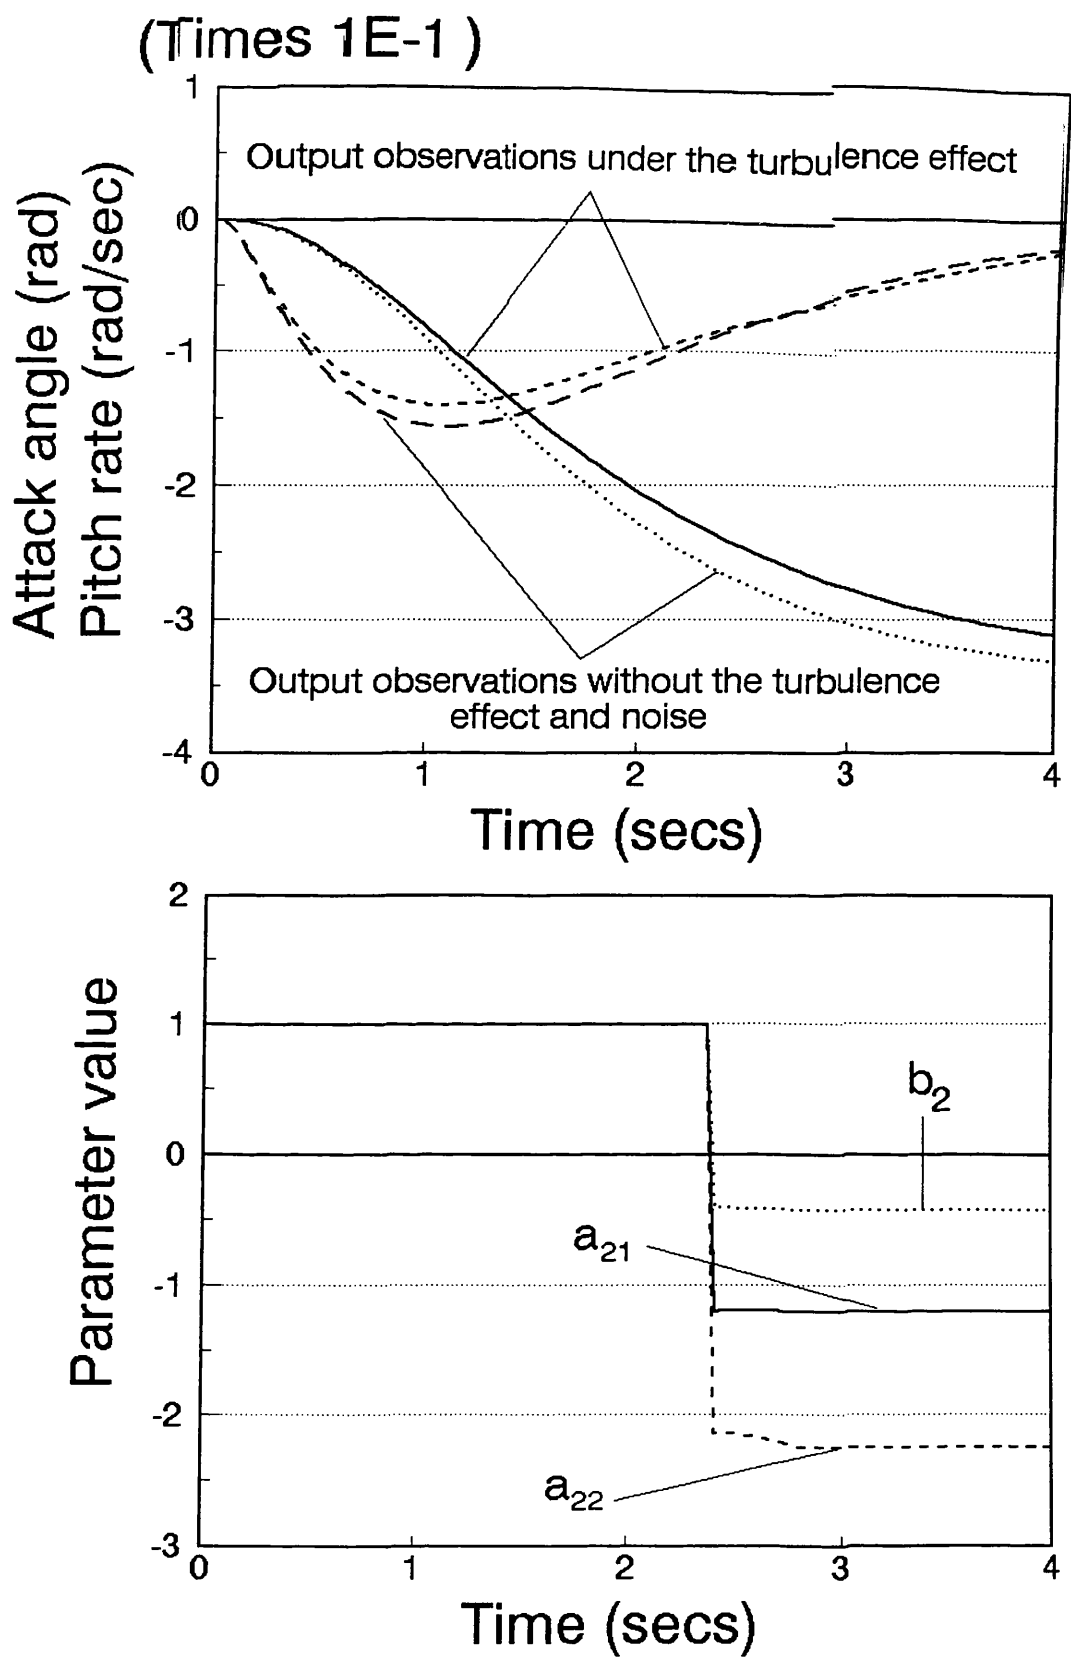 (Times 1E-1 )
Attack angle (rad)
Pitch rate (rad/sec)
1
0
-1
-2
-3
-4
Output observations under the turbulence effect
Output observations without the turbulence
effect and noise
0 1 2 3 4
Time (secs)
Parameter value
2
1
0
-1
-2
-3
b2
a21
a22
0 1 2 3 4
Time (secs)